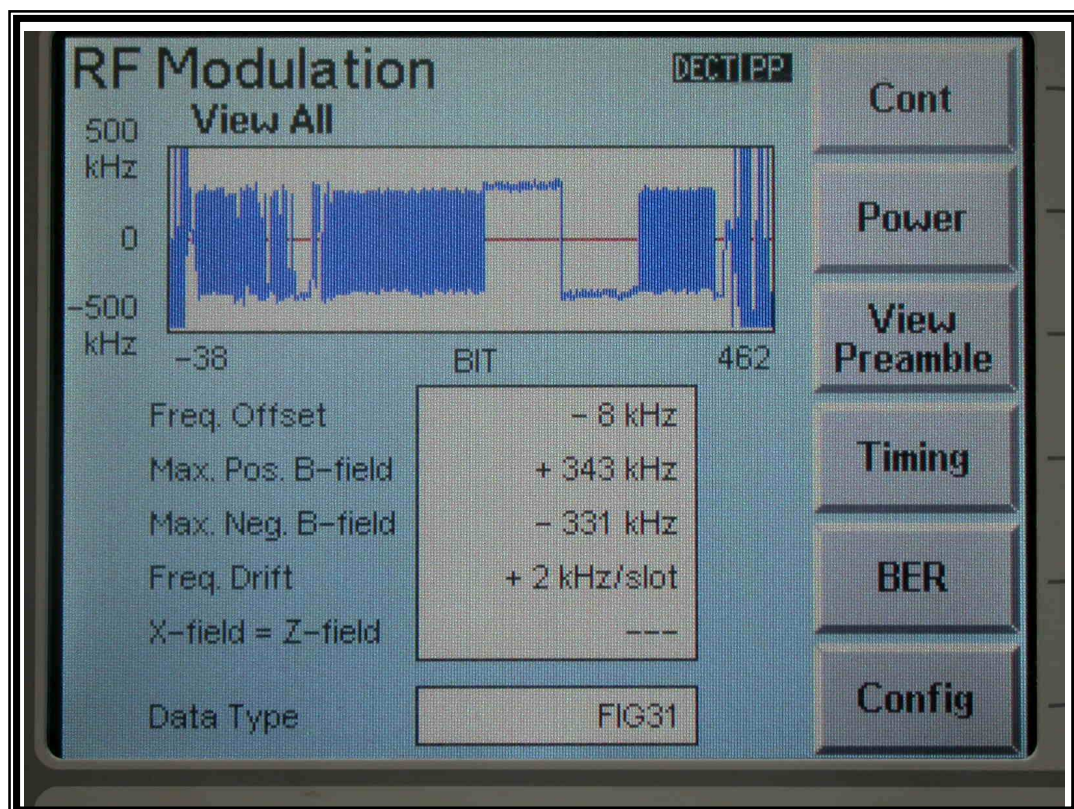 RF Modulation
DECT PP
View All
500
kHz
0
-500
kHz
-38
BIT
462
Freq. Offset
- 8 kHz
Max. Pos. B-field
+ 343 kHz
Max. Neg. B-field
- 331 kHz
Freq. Drift
+ 2 kHz/slot
X-field = Z-field
---
Data Type
FIG31
Cont
Power
View
Preamble
Timing
BER
Config